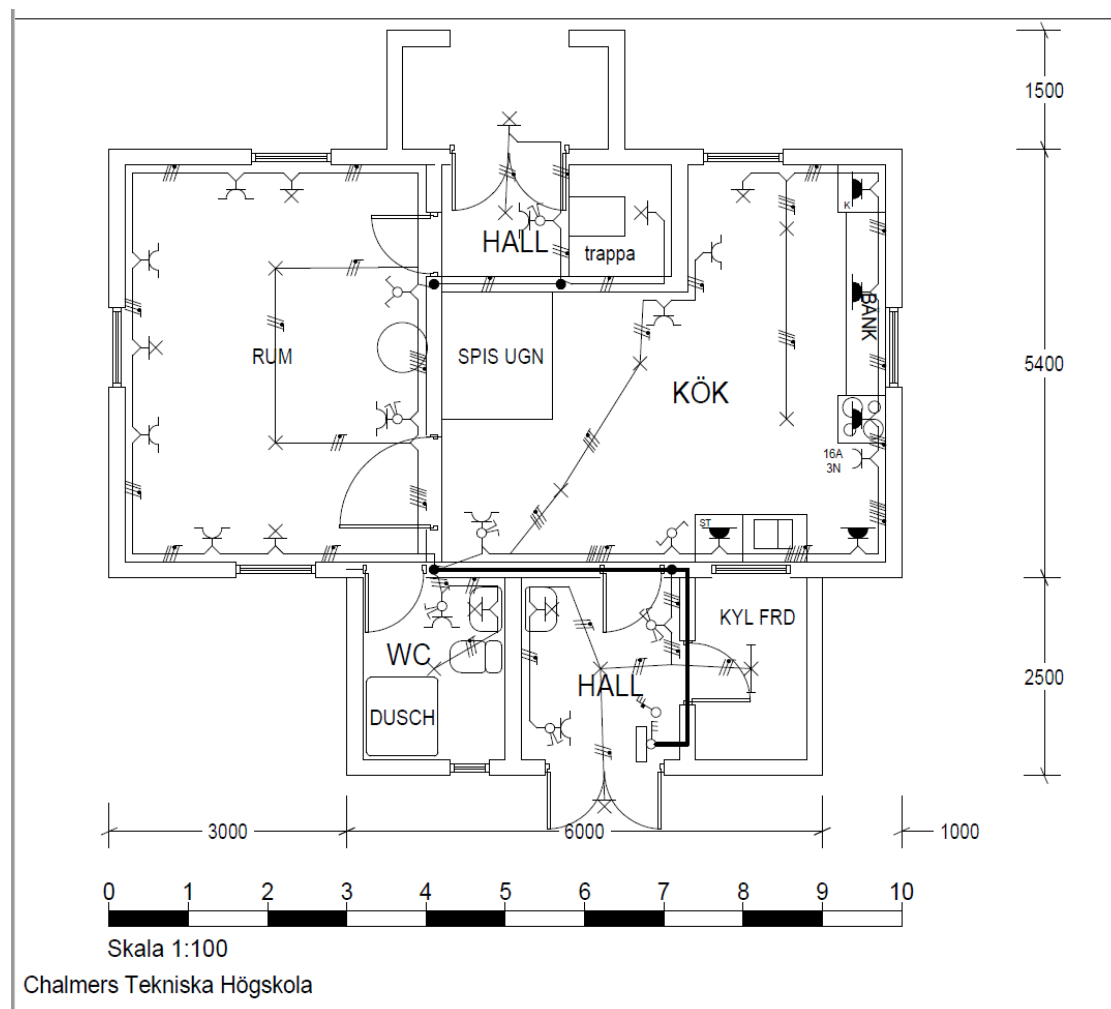 1500
K
HALL
trappa
BÄNK
RUM
SPIS UGN
KÖK
5400
16A
3N
ST
KYL FRD
WC
HALL
2500
DUSCH
3000
6000
1000
0 1 2 3 4 5 6 7 8 9 10
Skala 1:100
Chalmers Tekniska Högskola